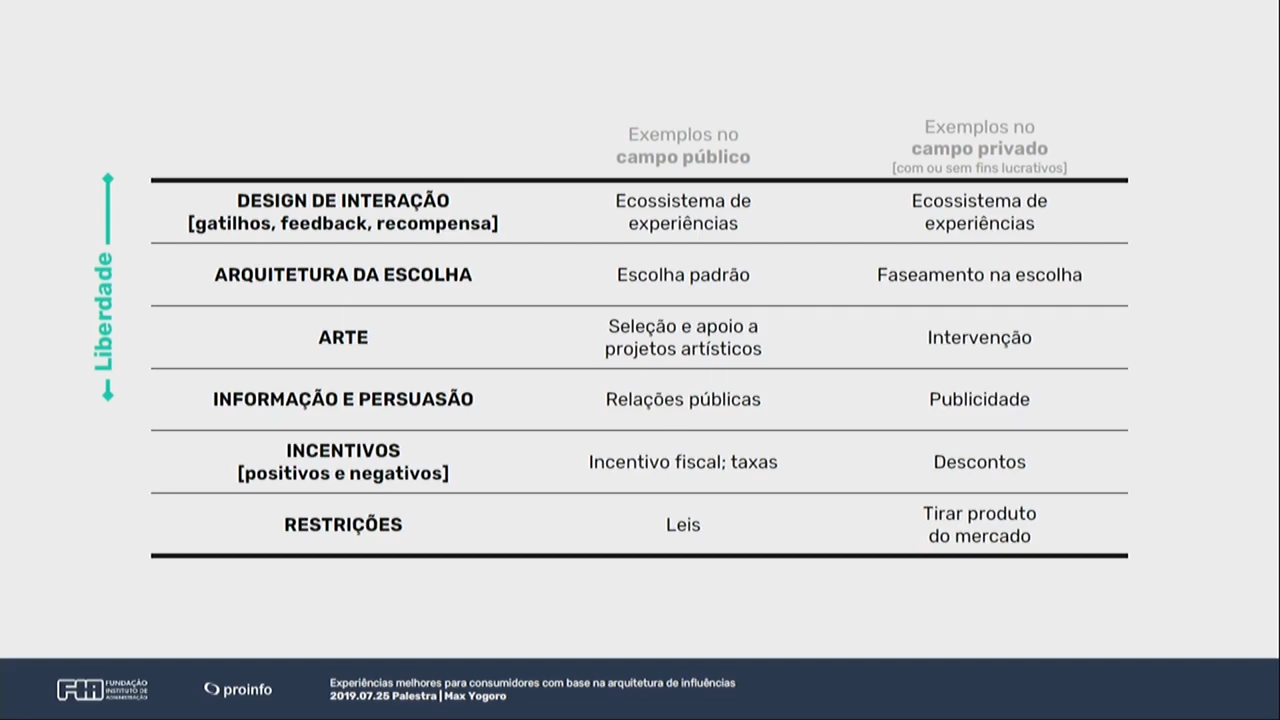 Exemplos no
campo público
Exemplos no
campo privado
[com ou sem fins lucrativos]
Liberdade
DESIGN DE INTERAÇÃO
[gatilhos, feedback, recompensa]
Ecossistema de
experiências
Ecossistema de
experiências
ARQUITETURA DA ESCOLHA
Escolha padrão
Faseamento na escolha
ARTE
Seleção e apoio a
projetos artísticos
Intervenção
INFORMAÇÃO E PERSUASÃO
Relações públicas
Publicidade
INCENTIVOS
[positivos e negativos]
Incentivo fiscal; taxas
Descontos
RESTRIÇÕES
Leis
Tirar produto
do mercado
FIA
FUNDAÇÃO
INSTITUTO DE
ADMINISTRAÇÃO
proinfo
Experiências melhores para consumidores com base na arquitetura de influências
2019.07.25 Palestra | Max Yogoro